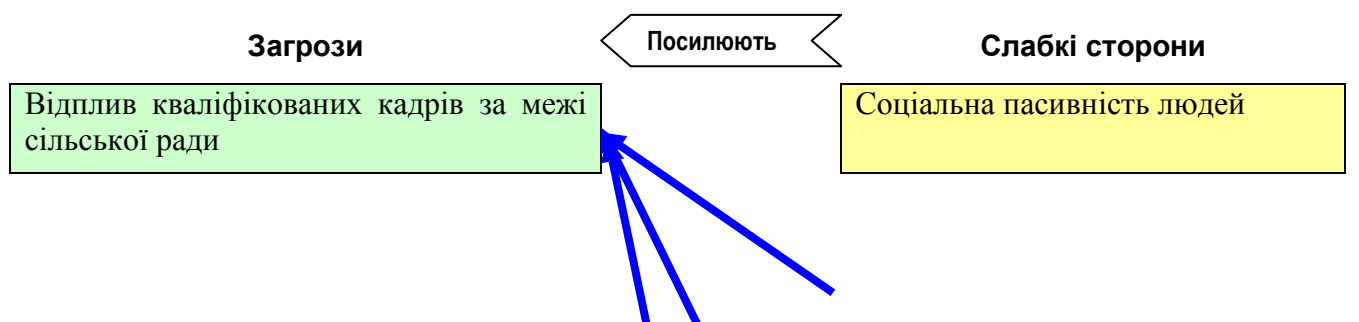 Загрози
Посилюють
Слабкі сторони
Відплив кваліфікованих кадрів за межі
сільської ради
Соціальна пасивність людей